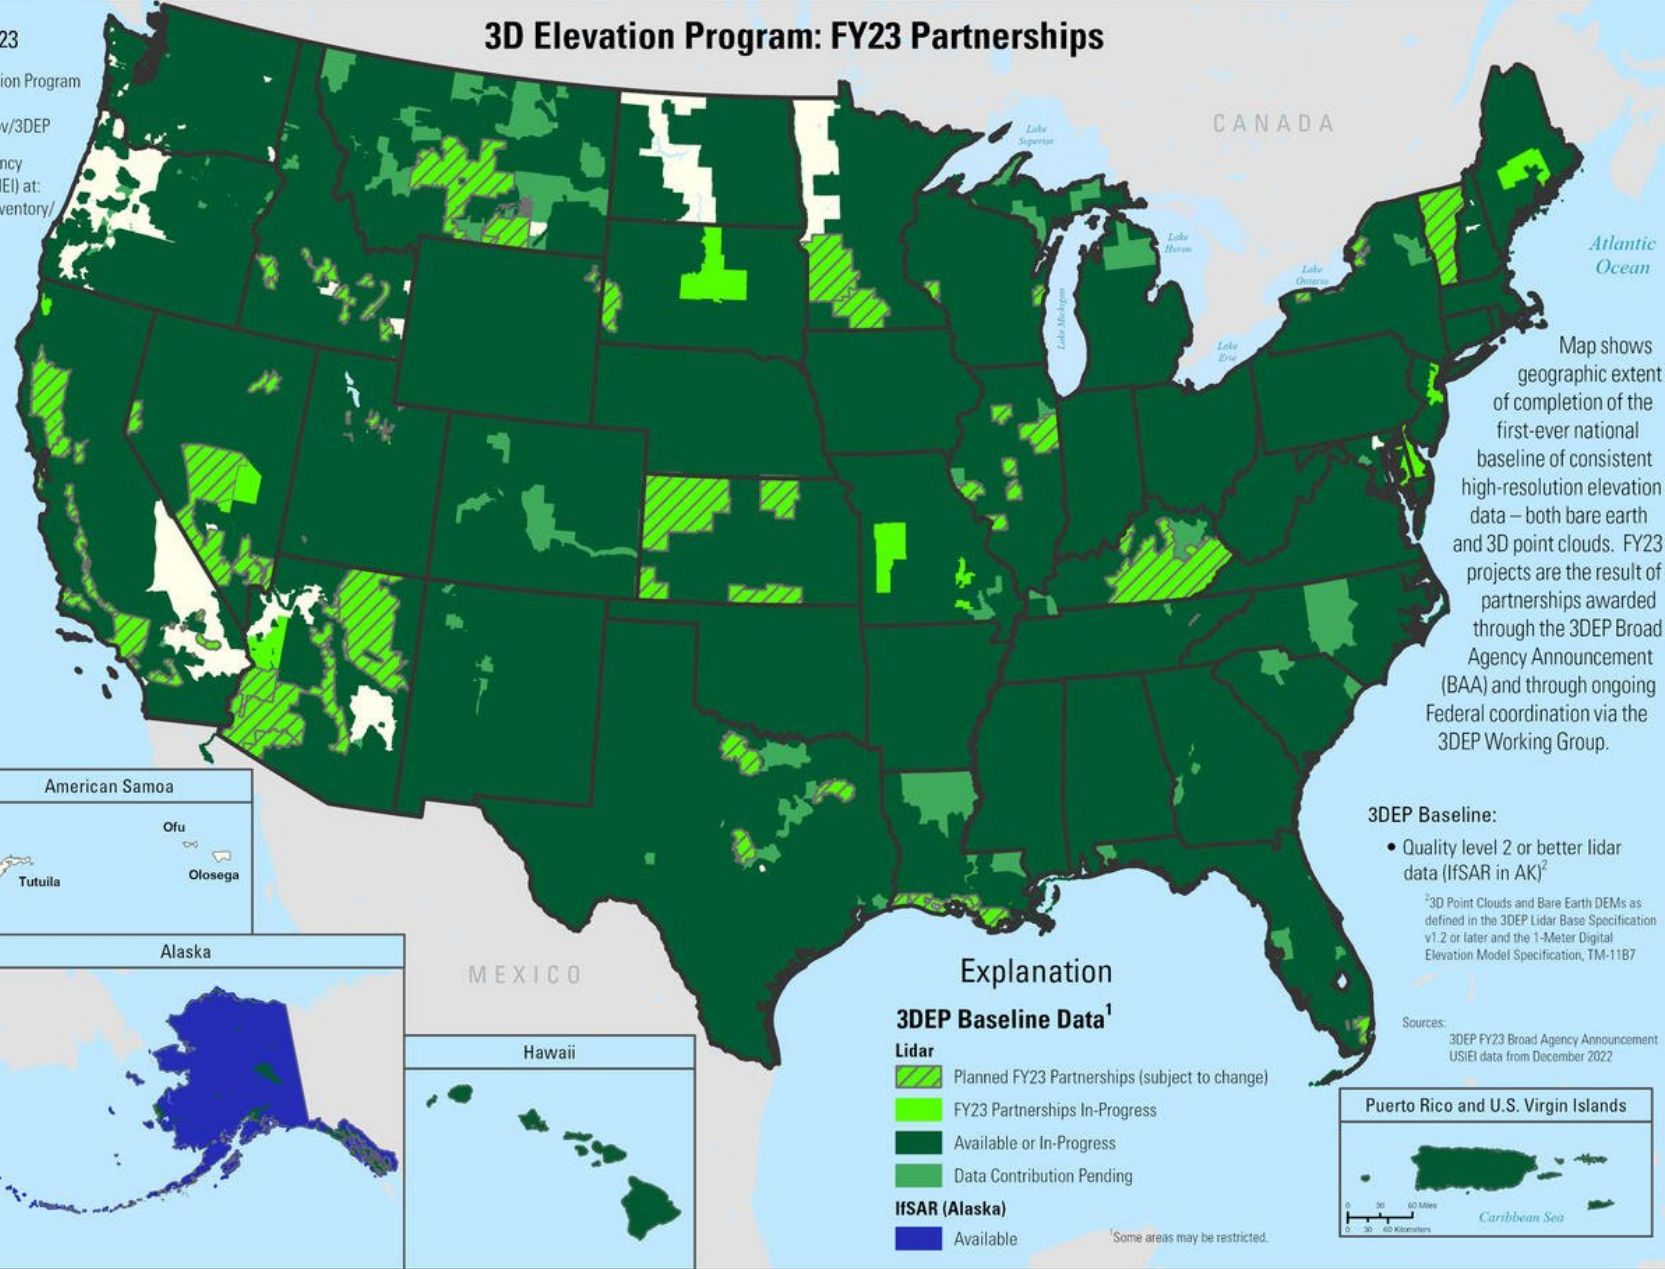 3D Elevation Program: FY23 Partnerships
23
ion Program
v/3DEP
ncy
IEI) at:
ventory/
CANADA
Lake
Superior
Lake
Huron
Lake Michigan
Lake
Ontario
Lake
Erie
Atlantic
Ocean
Map shows
geographic extent
of completion of the
first-ever national
baseline of consistent
high-resolution elevation
data – both bare earth
and 3D point clouds. FY23
projects are the result of
partnerships awarded
through the 3DEP Broad
Agency Announcement
(BAA) and through ongoing
Federal coordination via the
3DEP Working Group.
3DEP Baseline:
• Quality level 2 or better lidar
data (IfSAR in AK)2
23D Point Clouds and Bare Earth DEMs as
defined in the 3DEP Lidar Base Specification
v1.2 or later and the 1-Meter Digital
Elevation Model Specification, TM-11B7
Sources:
3DEP FY23 Broad Agency Announcement
USIEI data from December 2022
American Samoa
Ofu
Tutuila
Olosega
Alaska
MEXICO
Hawaii
Explanation
3DEP Baseline Data1
Lidar
Planned FY23 Partnerships (subject to change)
FY23 Partnerships In-Progress
Available or In-Progress
Data Contribution Pending
IfSAR (Alaska)
Available
1Some areas may be restricted.
Puerto Rico and U.S. Virgin Islands
0 30 60 Miles
0 30 60 Kilometers
Caribbean Sea